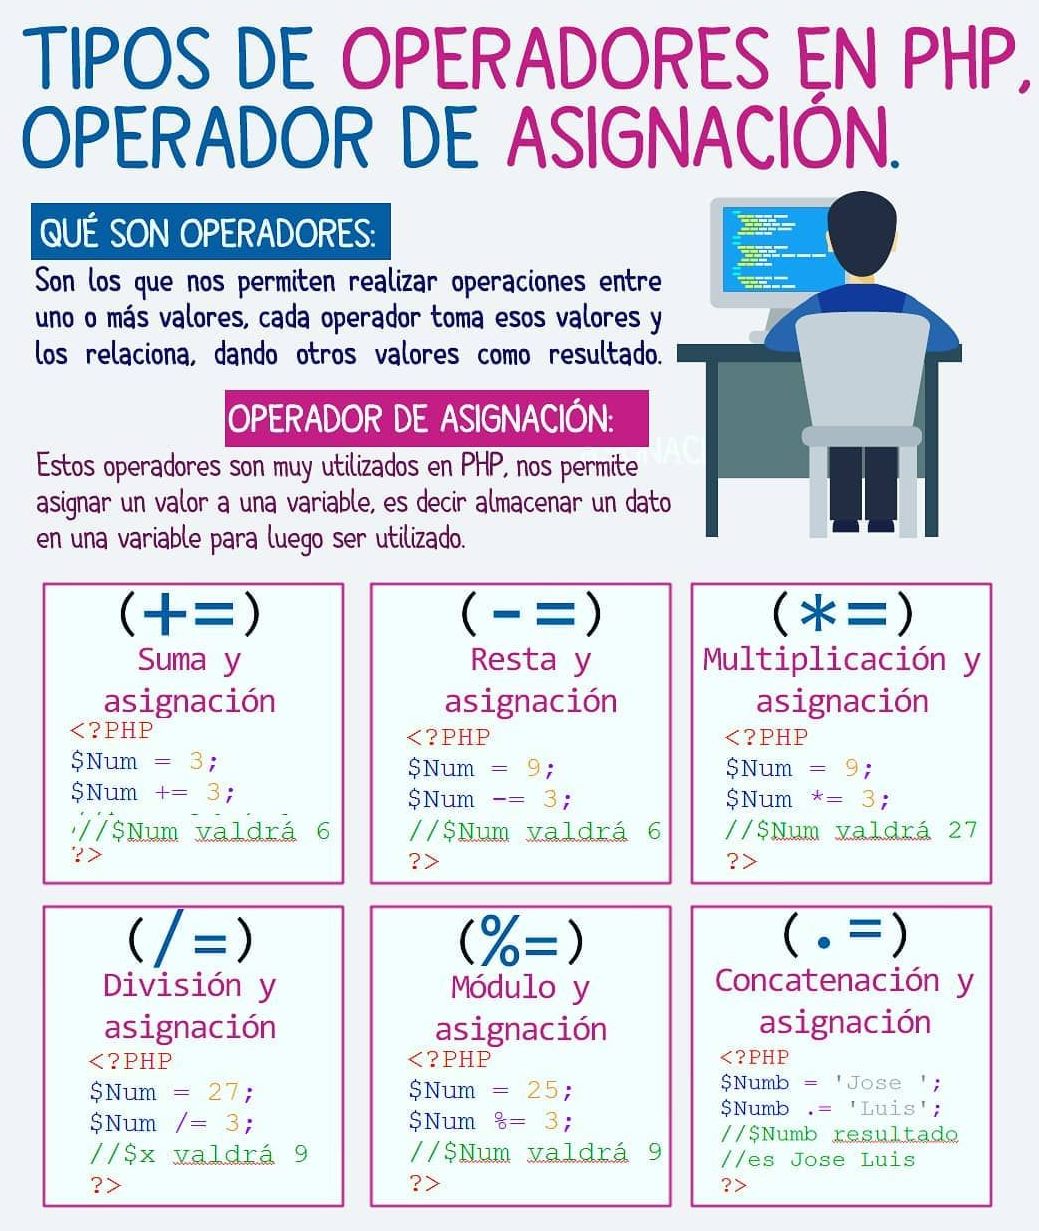 TIPOS DE OPERADORES EN PHP,
OPERADOR DE ASIGNACIÓN.
QUÉ SON OPERADORES:
Son los que nos permiten realizar operaciones entre
uno o más valores, cada operador toma esos valores y
los relaciona, dando otros valores como resultado.
OPERADOR DE ASIGNACIÓN:
Estos operadores son muy utilizados en PHP, nos permite
asignar un valor a una variable, es decir almacenar un dato
en una variable para luego ser utilizado.
(+=)
Suma y
asignación
<?PHP
$Num = 3;
$Num += 3;
//$Num valdrá 6
?>
(-=)
Resta y
asignación
<?PHP
$Num = 9;
$Num -= 3;
//$Num valdrá 6
?>
(*=)
Multiplicación y
asignación
<?PHP
$Num = 9;
$Num *= 3;
//$Num valdrá 27
?>
(/=)
División y
asignación
<?PHP
$Num = 27;
$Num /= 3;
//$x valdrá 9
?>
(%=)
Módulo y
asignación
<?PHP
$Num = 25;
$Num %= 3;
//$Num valdrá 9
?>
(.=)
Concatenación y
asignación
<?PHP
$Numb = 'Jose ';
$Numb .= 'Luis';
//$Numb resultado
//es Jose Luis
?>